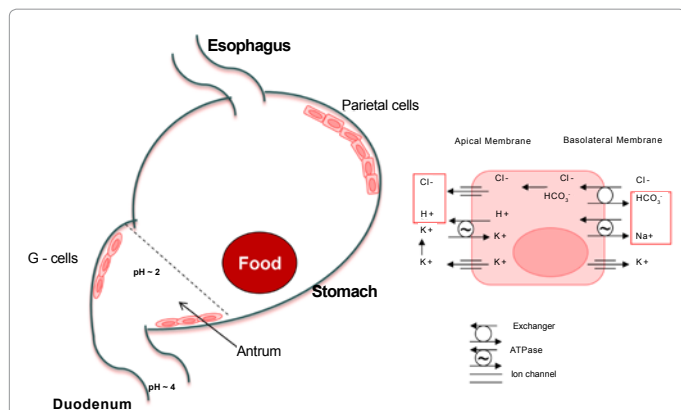 Esophagus
Parietal cells
G - cells
pH ~ 2
Food
Stomach
Antrum
pH ~ 4
Duodenum
Apical Membrane Basolateral Membrane
Cl- Cl- Cl- Cl-
HCO₃⁻ HCO₃⁻
H+ H+
K+ K+ Na+
K+ K+ K+
~ ~
Exchanger
ATPase
~
Ion channel